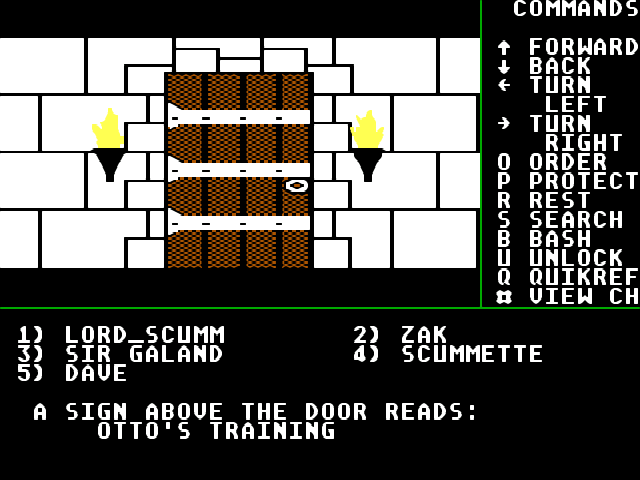 COMMANDS
↑ FORWARD
↓ BACK
← TURN
LEFT
→ TURN
RIGHT
O ORDER
P PROTECT
R REST
S SEARCH
B BASH
U UNLOCK
Q QUIKREF
# VIEW CH
1) LORD_SCUMM 2) ZAK
3) SIR GALAND 4) SCUMMETTE
5) DAVE
A SIGN ABOVE THE DOOR READS:
OTTO'S TRAINING